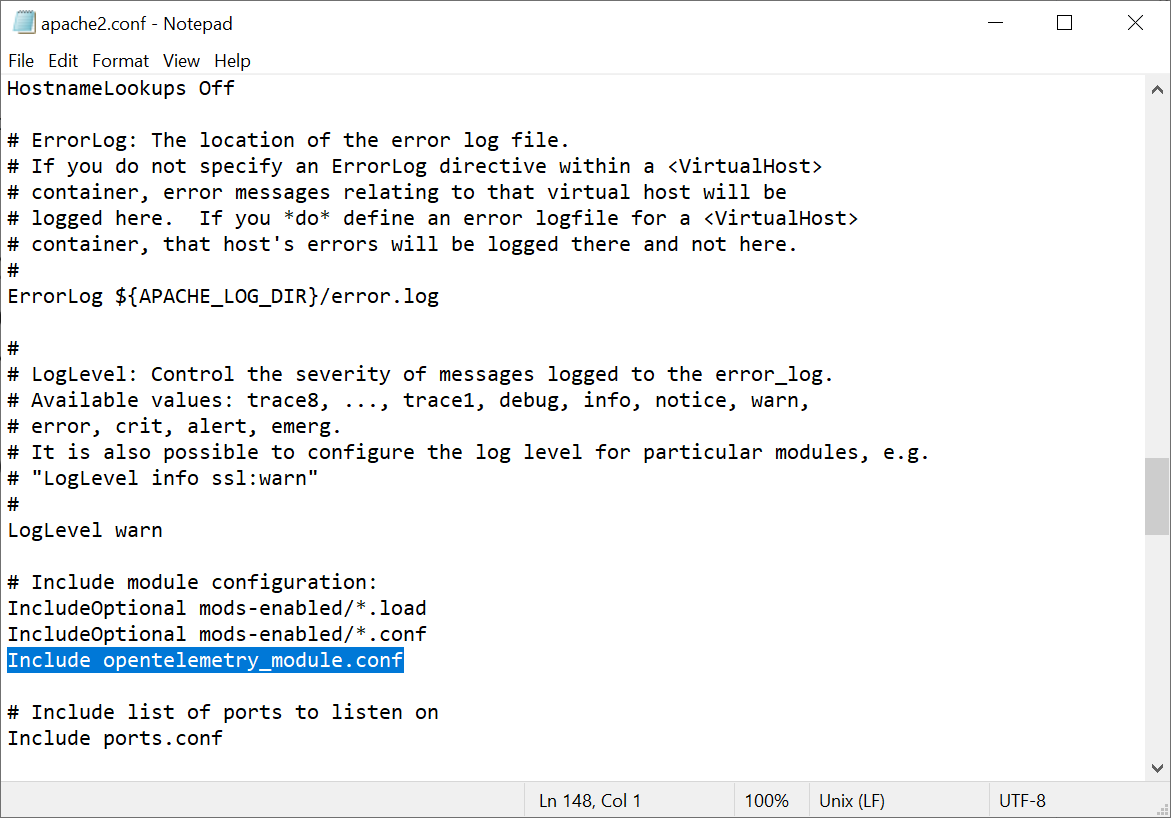 apache2.conf - Notepad
File Edit Format View Help
HostnameLookups Off
# ErrorLog: The location of the error log file.
# If you do not specify an ErrorLog directive within a <VirtualHost>
# container, error messages relating to that virtual host will be
# logged here.  If you *do* define an error logfile for a <VirtualHost>
# container, that host's errors will be logged there and not here.
#
ErrorLog ${APACHE_LOG_DIR}/error.log
#
# LogLevel: Control the severity of messages logged to the error_log.
# Available values: trace8, ..., trace1, debug, info, notice, warn,
# error, crit, alert, emerg.
# It is also possible to configure the log level for particular modules, e.g.
# "LogLevel info ssl:warn"
#
LogLevel warn
# Include module configuration:
IncludeOptional mods-enabled/*.load
IncludeOptional mods-enabled/*.conf
Include opentelemetry_module.conf
# Include list of ports to listen on
Include ports.conf
Ln 148, Col 1 100% Unix (LF) UTF-8